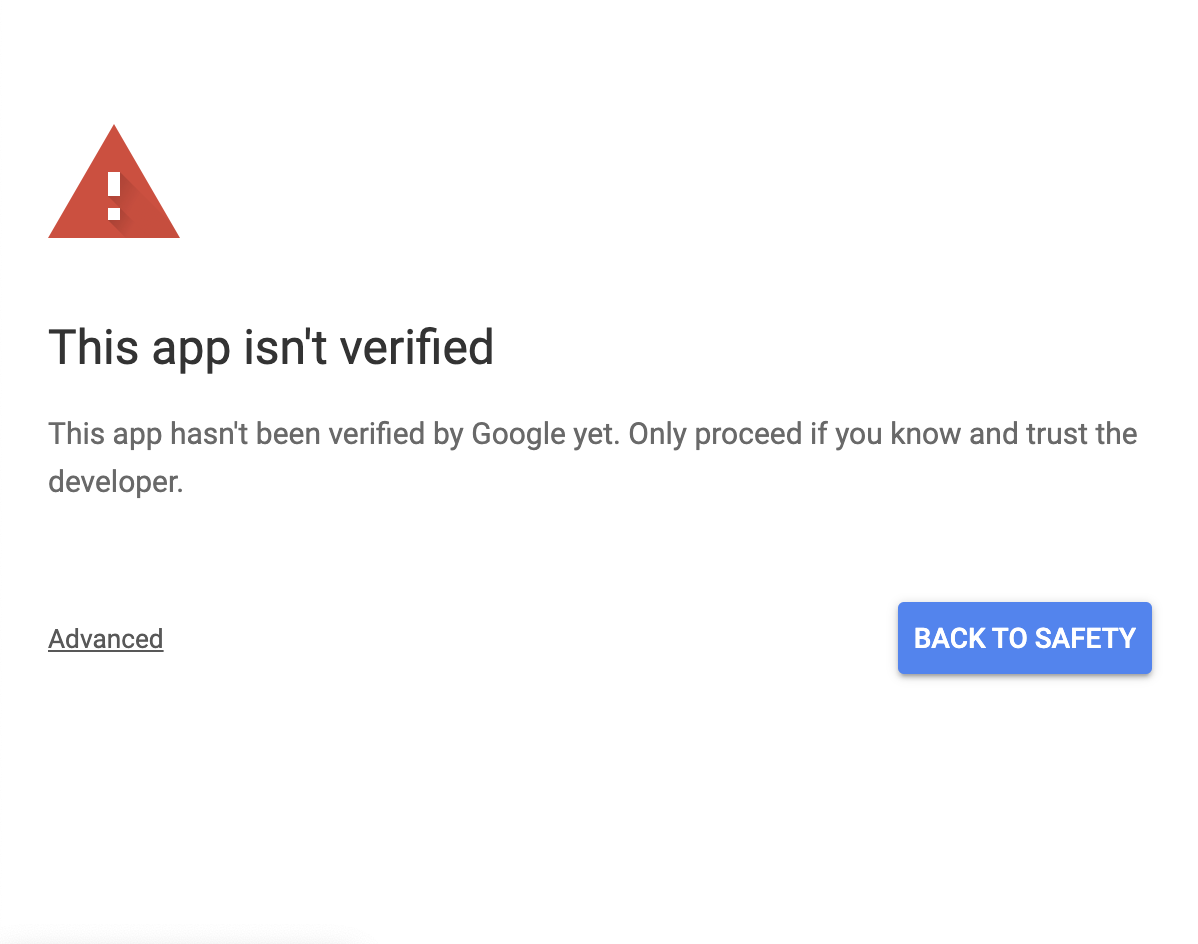 This app isn't verified
This app hasn't been verified by Google yet. Only proceed if you know and trust the
developer.
Advanced
BACK TO SAFETY